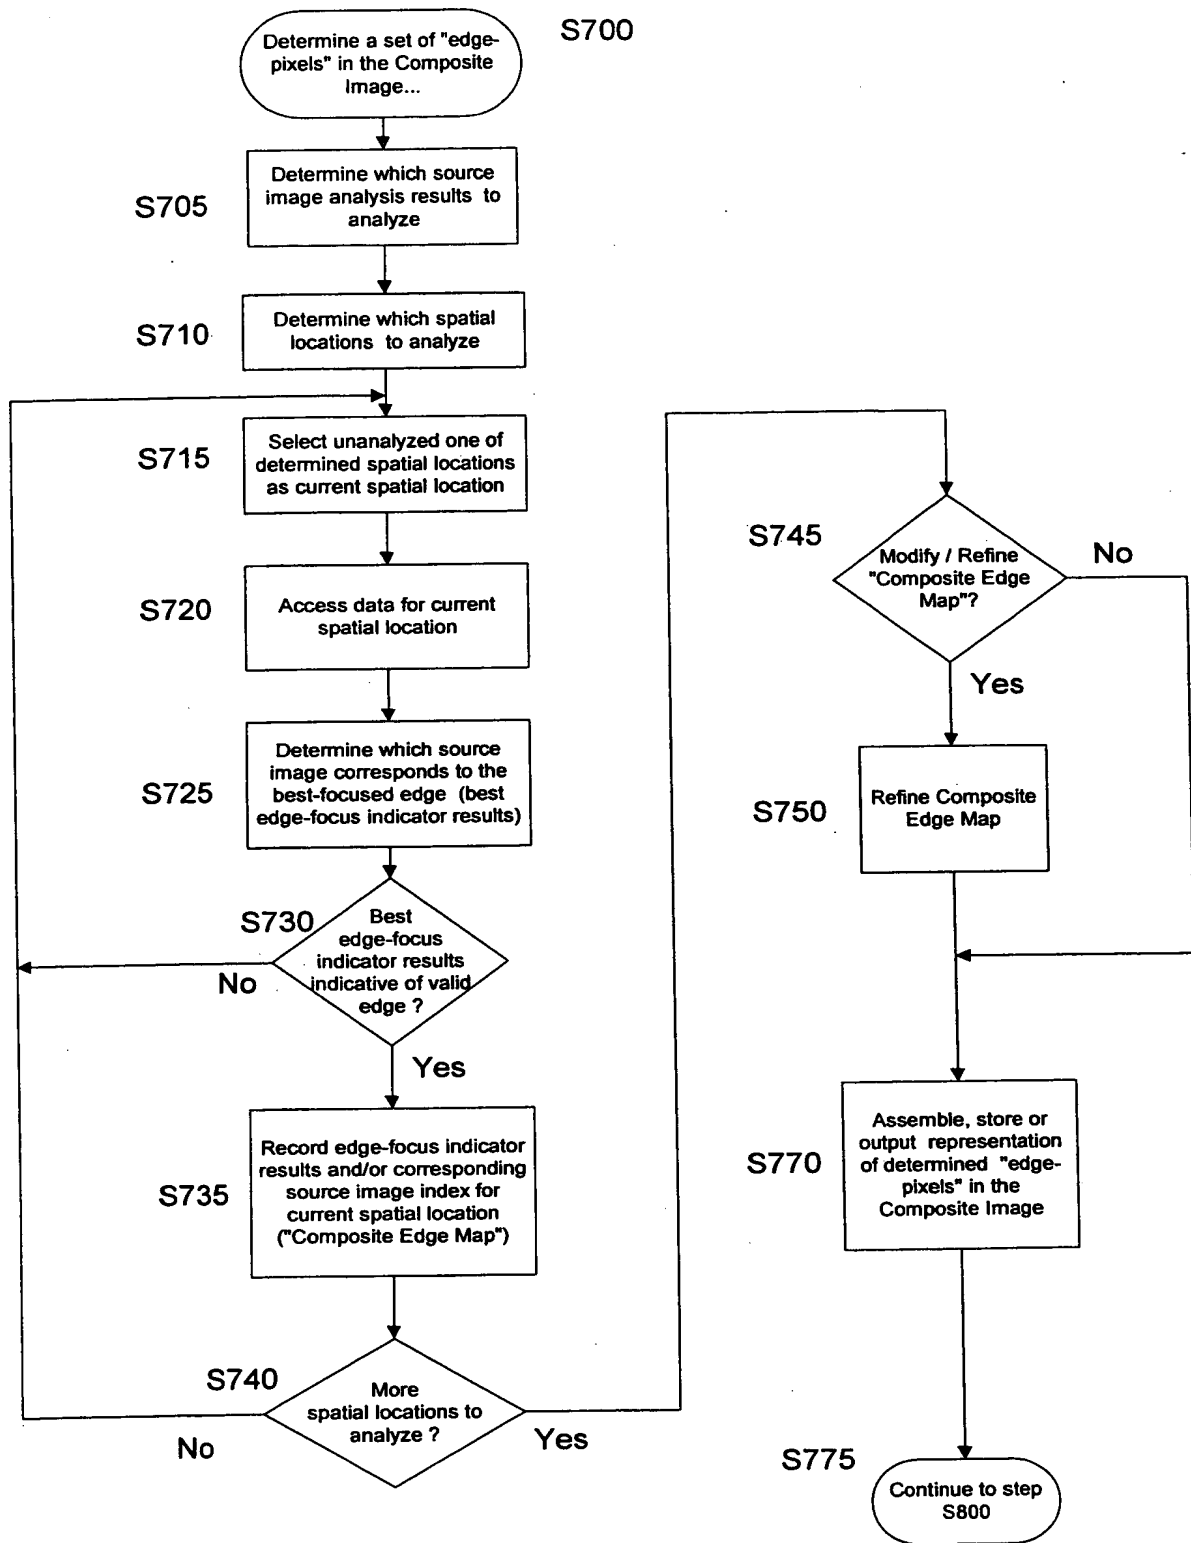 S700
Determine a set of "edge-
pixels" in the Composite
Image...
S705
Determine which source
image analysis results to
analyze
S710
Determine which spatial
locations to analyze
S715
Select unanalyzed one of
determined spatial locations
as current spatial location
S720
Access data for current
spatial location
S725
Determine which source
image corresponds to the
best-focused edge (best
edge-focus indicator results)
S730
Best
edge-focus
indicator results
indicative of valid
edge ?
No
Yes
S735
Record edge-focus indicator
results and/or corresponding
source image index for
current spatial location
("Composite Edge Map")
S740
More
spatial locations to
analyze ?
No
Yes
S745
Modify / Refine
"Composite Edge
Map"?
No
Yes
S750
Refine Composite
Edge Map
S770
Assemble, store or
output representation
of determined "edge-
pixels" in the
Composite Image
S775
Continue to step
S800